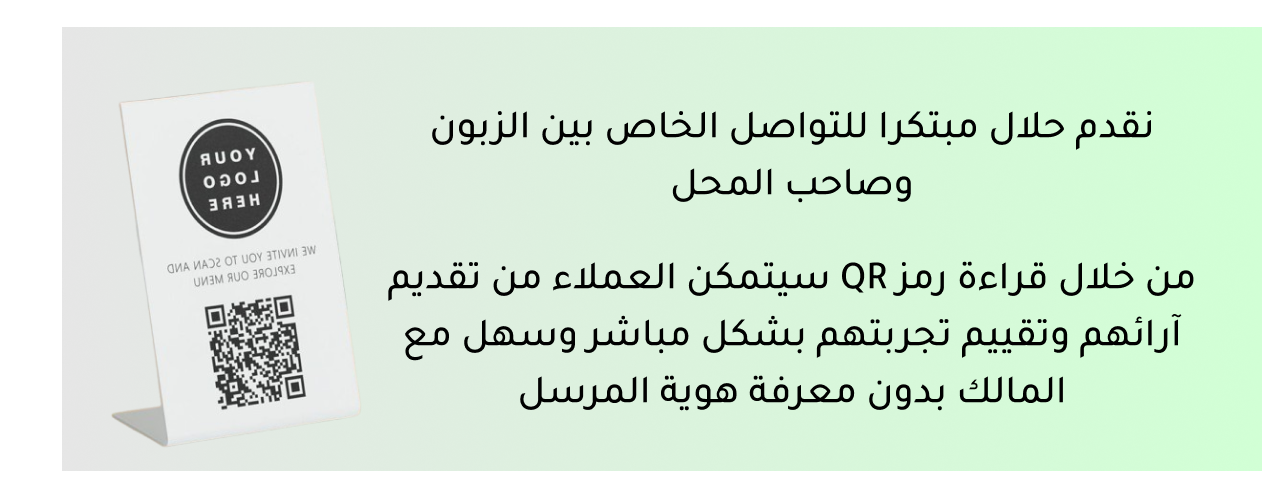 نقدم حلال مبتكرا للتواصل الخاص بين الزبون
وصاحب المحل
من خلال قراءة رمز QR سيتمكن العملاء من تقديم
آرائهم وتقييم تجربتهم بشكل مباشر وسهل مع
المالك بدون معرفة هوية المرسل
YOUR
LOGO
HERE
WE INVITE YOU TO SCAN AND
EXPLORE OUR MENU